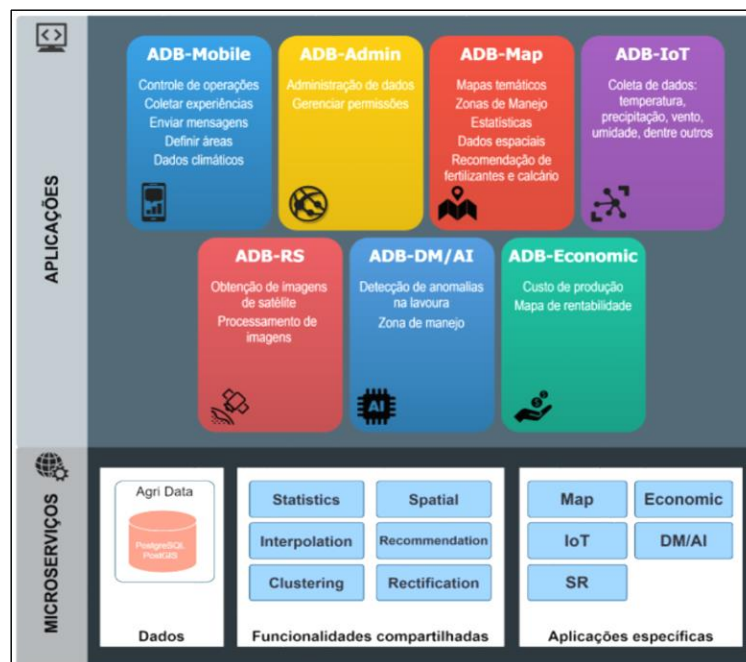 APLICAÇÕES
ADB-Mobile
Controle de operações
Coletar experiências
Enviar mensagens
Definir áreas
Dados climáticos
ADB-Admin
Administração de dados
Gerenciar permissões
ADB-Map
Mapas temáticos
Zonas de Manejo
Estatísticas
Dados espaciais
Recomendação de
fertilizantes e calcário
ADB-IoT
Coleta de dados:
temperatura,
precipitação, vento,
umidade, dentre outros
ADB-RS
Obtenção de imagens
de satélite
Processamento de
imagens
ADB-DM/AI
Detecção de anomalias
na lavoura
Zona de manejo
AI
ADB-Economic
Custo de produção
Mapa de rentabilidade
MICROSERVIÇOS
Agri Data
PostgreSQL
PostGIS
Dados
Statistics
Spatial
Interpolation
Recommendation
Clustering
Rectification
Funcionalidades compartilhadas
Map
Economic
IoT
DM/AI
SR
Aplicações específicas